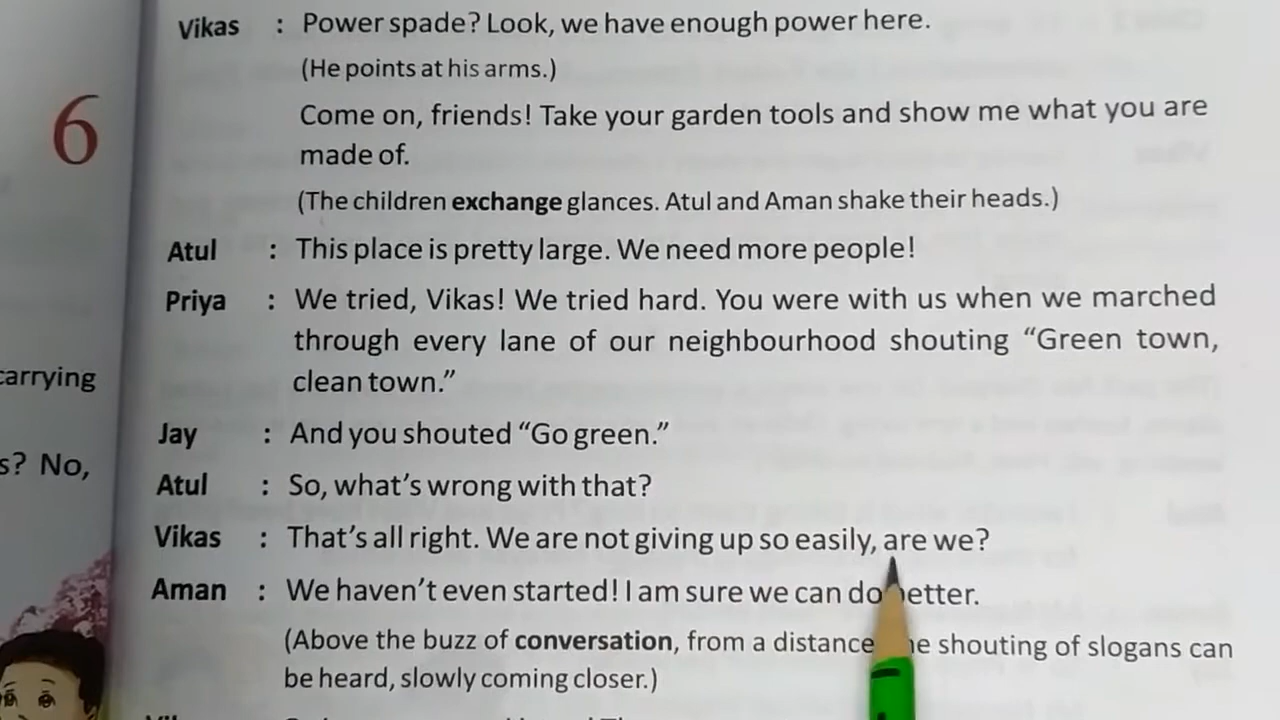 Vikas : Power spade? Look, we have enough power here.
(He points at his arms.)
6
Come on, friends! Take your garden tools and show me what you are
made of.
(The children exchange glances. Atul and Aman shake their heads.)
Atul : This place is pretty large. We need more people!
Priya : We tried, Vikas! We tried hard. You were with us when we marched
through every lane of our neighbourhood shouting “Green town,
carrying
clean town.”
Jay : And you shouted “Go green.”
s? No,
Atul : So, what’s wrong with that?
Vikas : That’s all right. We are not giving up so easily, are we?
Aman : We haven’t even started! I am sure we can do better.
(Above the buzz of conversation, from a distance shouting of slogans can
be heard, slowly coming closer.)